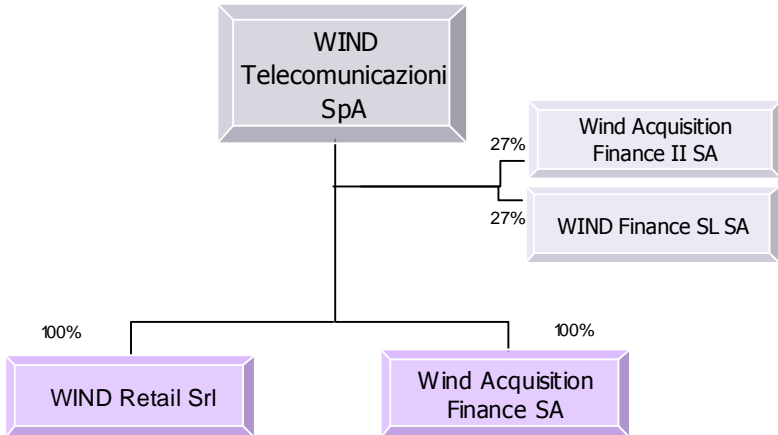 WIND
Telecomunicazioni
SpA
27%
Wind Acquisition
Finance II SA
27%
WIND Finance SL SA
100%
WIND Retail Srl
100%
Wind Acquisition
Finance SA